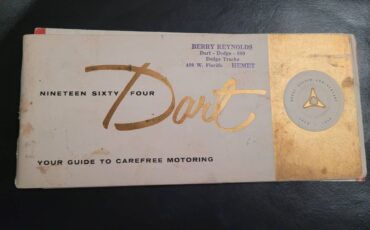 BERRY REYNOLDS
Dart - Dodge - 880
Dodge Trucks
NINETEEN SIXTY FOUR
Dart
YOUR GUIDE TO CAREFREE MOTORING